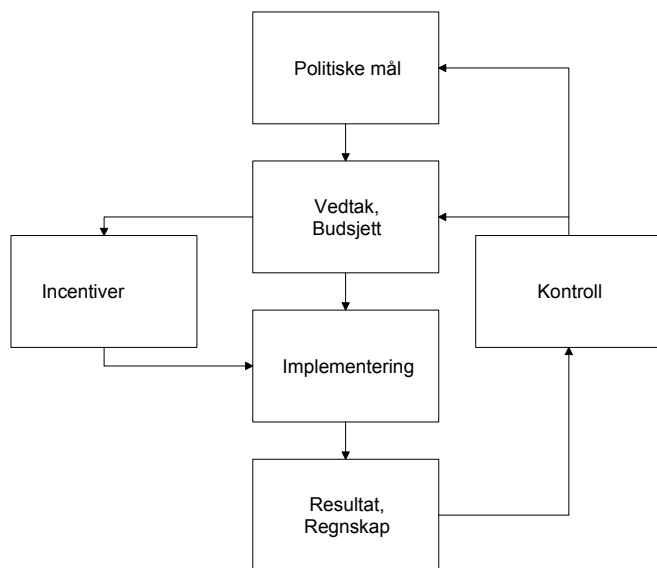 Politiske mål
Vedtak,
Budsjett
Incentiver
Kontroll
Implementering
Resultat,
Regnskap